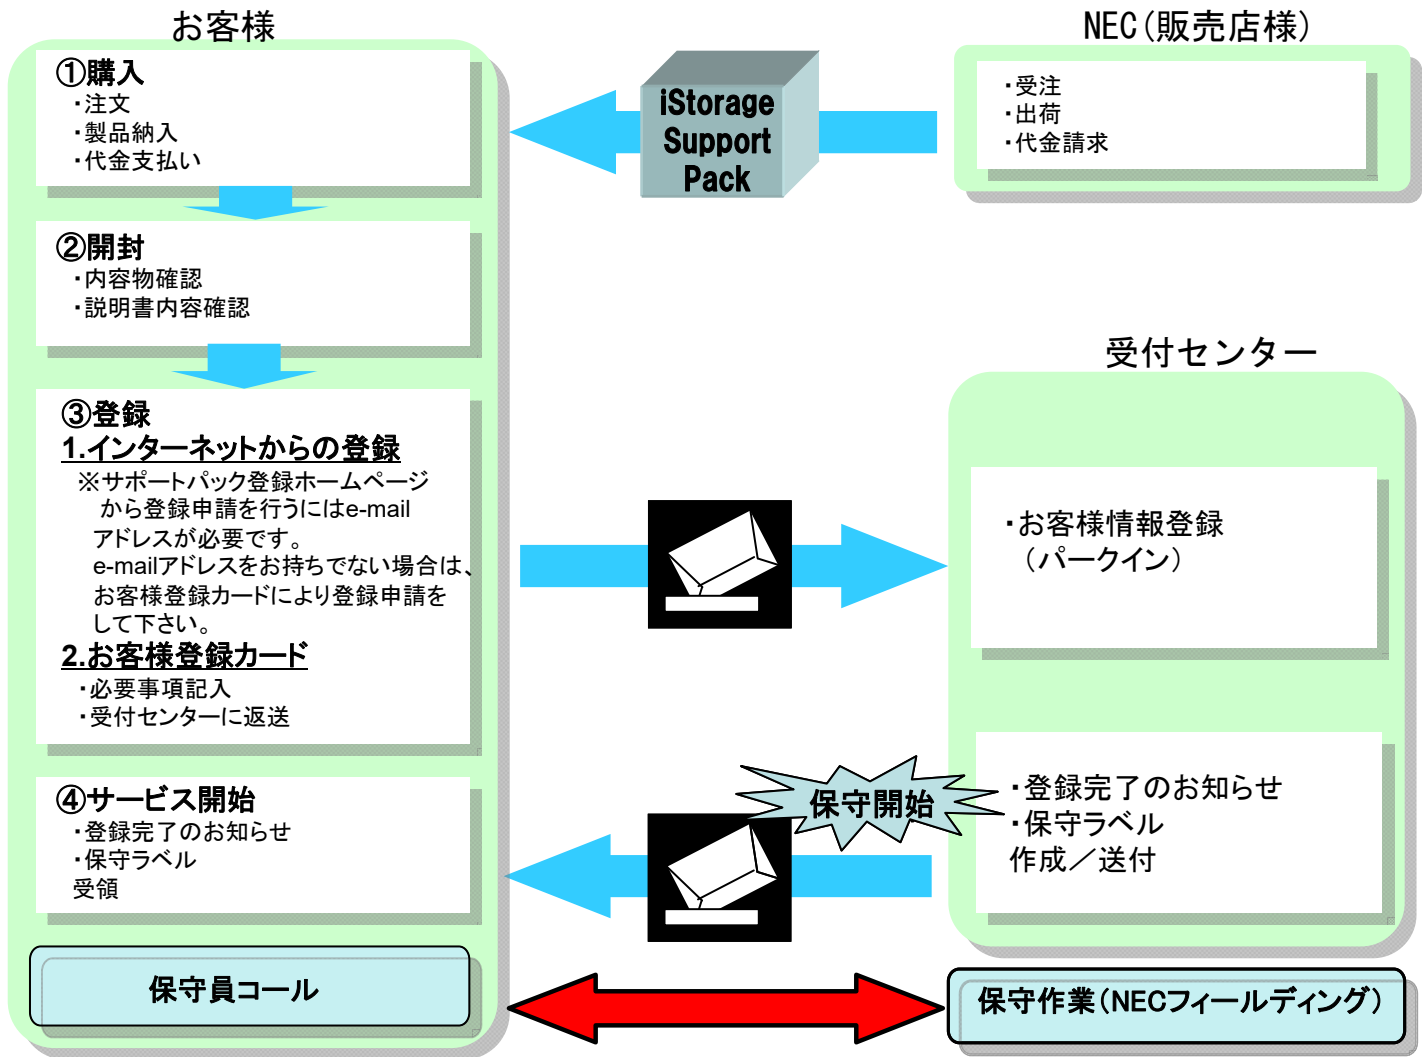 お客様
①購入
・注文
・製品納入
・代金支払い
②開封
・内容物確認
・説明書内容確認
③登録
1.インターネットからの登録
※サポートパック登録ホームページ
から登録申請を行うにはe-mail
アドレスが必要です。
e-mailアドレスをお持ちでない場合は、
お客様登録カードにより登録申請を
して下さい。
2.お客様登録カード
・必要事項記入
・受付センターに返送
④サービス開始
・登録完了のお知らせ
・保守ラベル
受領
保守員コール
iStorage
Support
Pack
NEC(販売店様)
・受注
・出荷
・代金請求
受付センター
・お客様情報登録
（パークイン）
保守開始
・登録完了のお知らせ
・保守ラベル
作成／送付
保守作業（NECフィールディング）